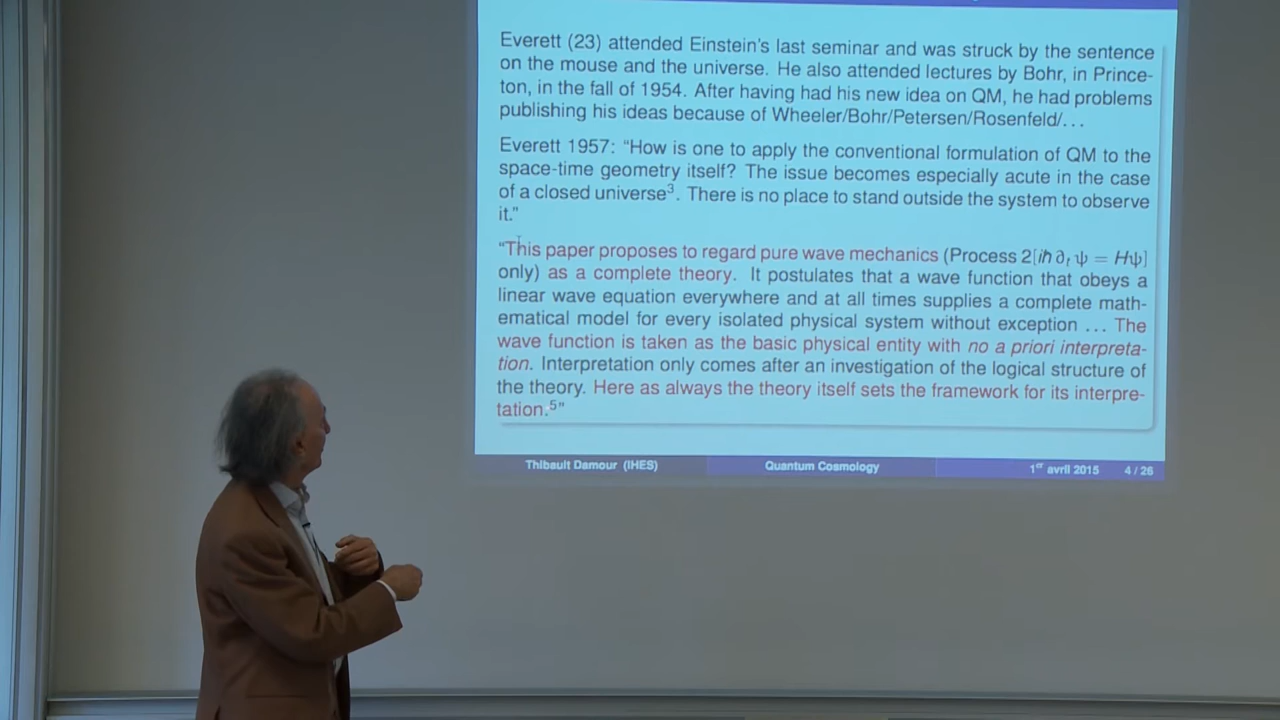 Everett (23) attended Einstein's last seminar and was struck by the sentence
on the mouse and the universe. He also attended lectures by Bohr, in Prince-
ton, in the fall of 1954. After having had his new idea on QM, he had problems
publishing his ideas because of Wheeler/Bohr/Petersen/Rosenfeld/...
Everett 1957: “How is one to apply the conventional formulation of QM to the
space-time geometry itself? The issue becomes especially acute in the case
of a closed universe³. There is no place to stand outside the system to observe
it.”
“This paper proposes to regard pure wave mechanics (Process 2[iℏ ∂ₜ ψ = Hψ]
only) as a complete theory. It postulates that a wave function that obeys a
linear wave equation everywhere and at all times supplies a complete math-
ematical model for every isolated physical system without exception ... The
wave function is taken as the basic physical entity with no a priori interpreta-
tion. Interpretation only comes after an investigation of the logical structure of
the theory. Here as always the theory itself sets the framework for its interpre-
tation.⁵”
Thibault Damour (IHES) Quantum Cosmology 1er avril 2015 4 / 26